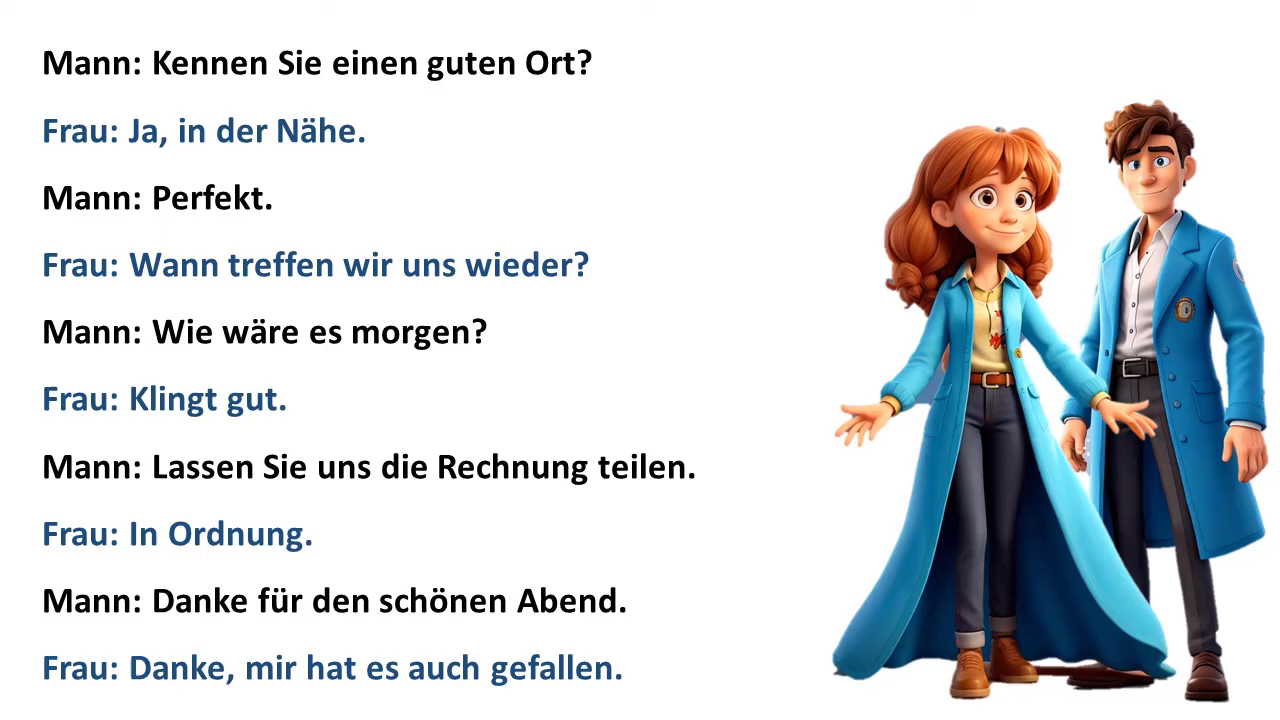 Mann: Kennen Sie einen guten Ort?
Frau: Ja, in der Nähe.
Mann: Perfekt.
Frau: Wann treffen wir uns wieder?
Mann: Wie wäre es morgen?
Frau: Klingt gut.
Mann: Lassen Sie uns die Rechnung teilen.
Frau: In Ordnung.
Mann: Danke für den schönen Abend.
Frau: Danke, mir hat es auch gefallen.